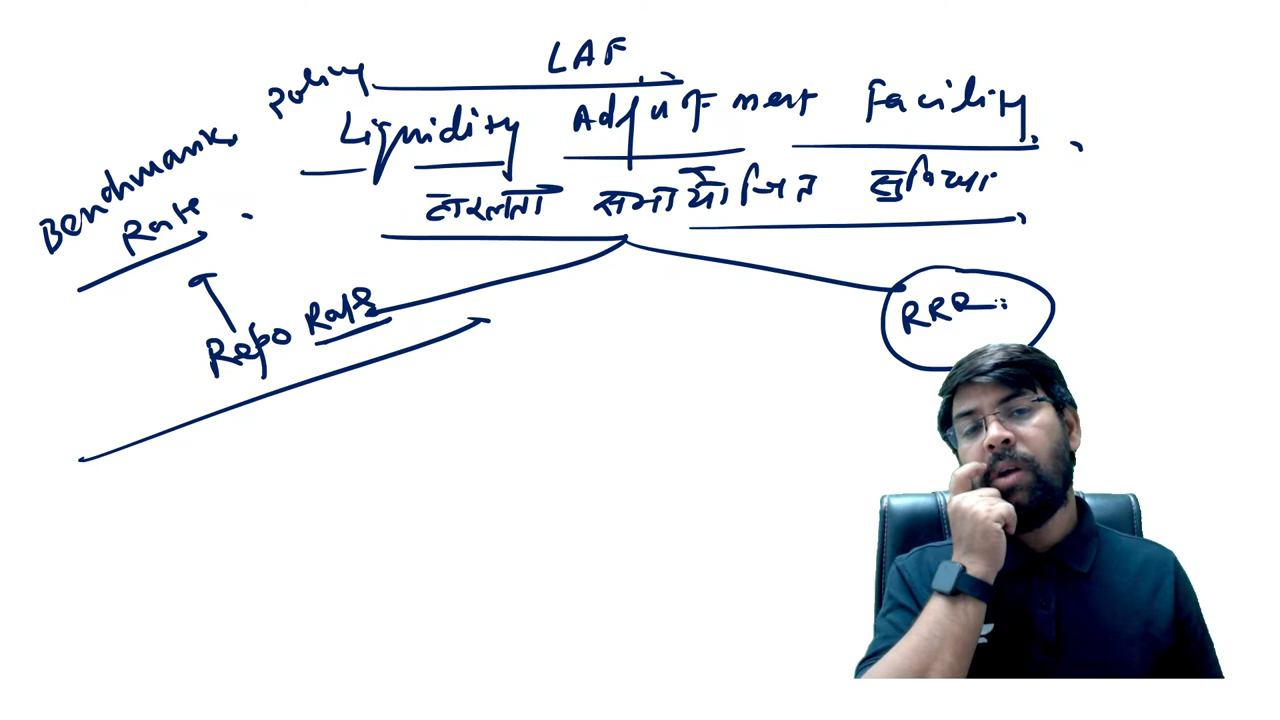 LAF
Policy
Liquidity Adjustment Facility
तरलता समायोजित सुविधा
Benchmark
Rate
Repo Rate
RRR